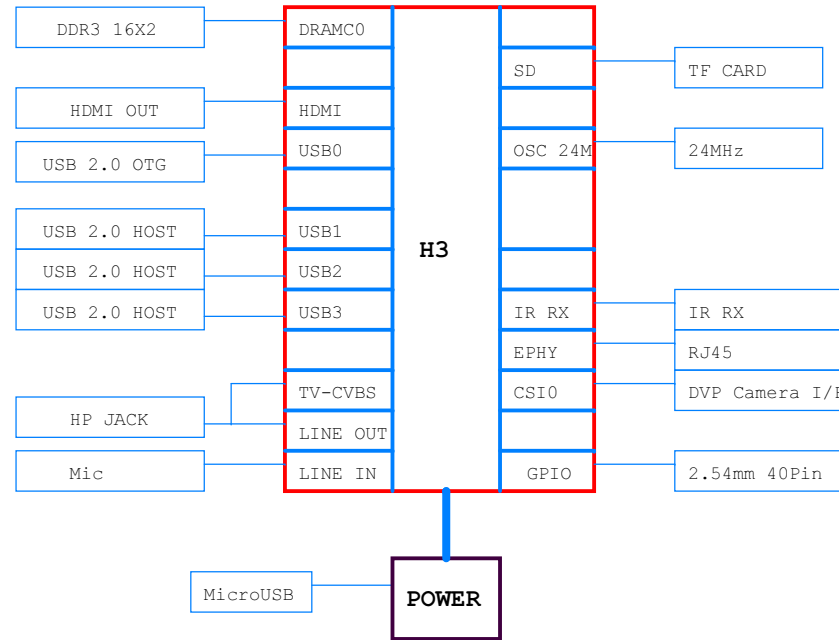 DDR3 16X2
DRAMC0
SD
TF CARD
HDMI OUT
HDMI
USB 2.0 OTG
USB0
OSC 24M
24MHz
USB 2.0 HOST
USB1
H3
USB 2.0 HOST
USB2
USB 2.0 HOST
USB3
IR RX
IR RX
EPHY
RJ45
TV-CVBS
CSI0
DVP Camera I/F
HP JACK
LINE OUT
Mic
LINE IN
GPIO
2.54mm 40Pin
MicroUSB
POWER